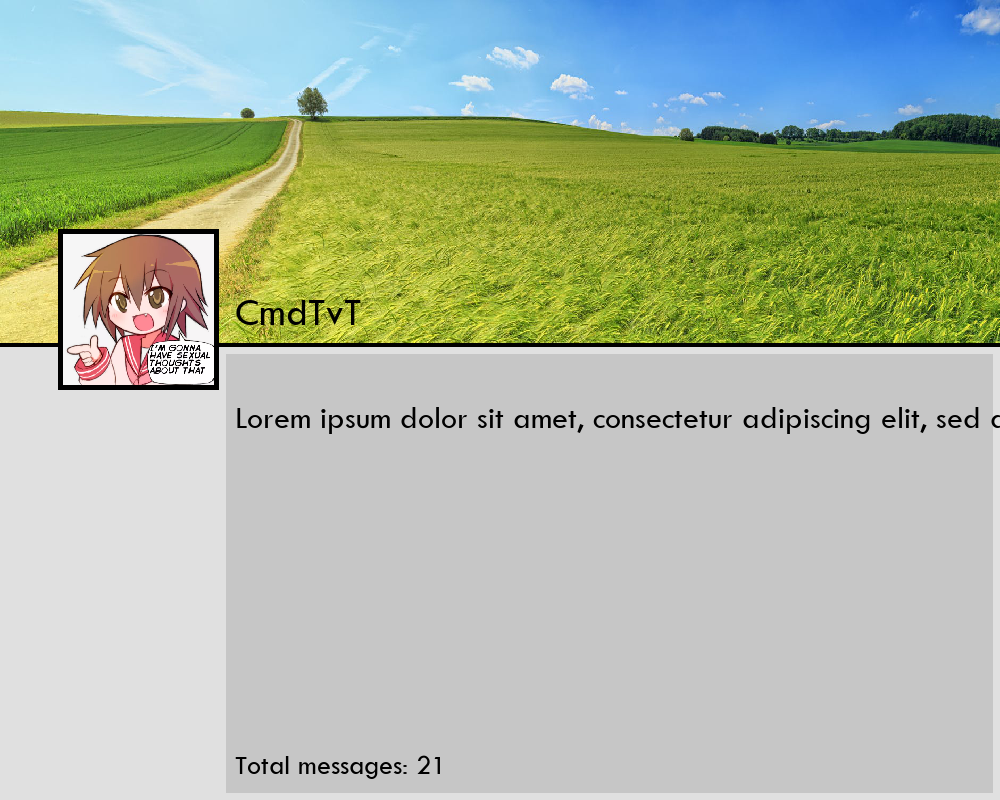 CmdTvT
I'M GONNA
HAVE SEXUAL
THOUGHTS
ABOUT THAT
Lorem ipsum dolor sit amet, consectetur adipiscing elit, sed
Total messages: 21